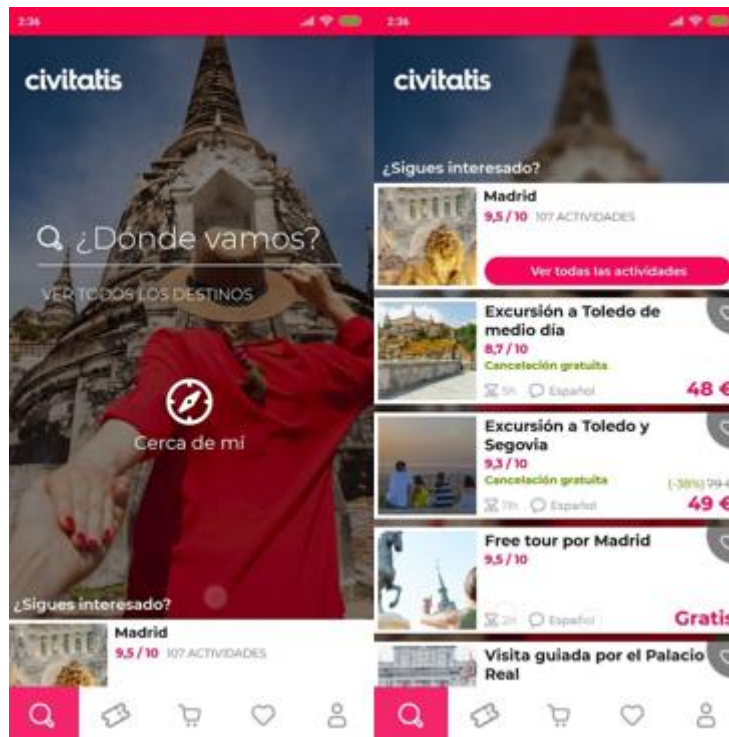 2:36
civitatis
¿Dónde vamos?
VER TODOS LOS DESTINOS
Cerca de mí
¿Sigues interesado?
Madrid
9,5 / 10 107 ACTIVIDADES
2:36
civitatis
¿Sigues interesado?
Madrid
9,5 / 10 107 ACTIVIDADES
Ver todas las actividades
Excursión a Toledo de
medio día
8,7 / 10
Cancelación gratuita
5h Español
48 €
Excursión a Toledo y
Segovia
9,3 / 10
Cancelación gratuita
(-38%) 79 €
11h Español
49 €
Free tour por Madrid
9,5 / 10
2h Español
Gratis
Visita guiada por el Palacio
Real